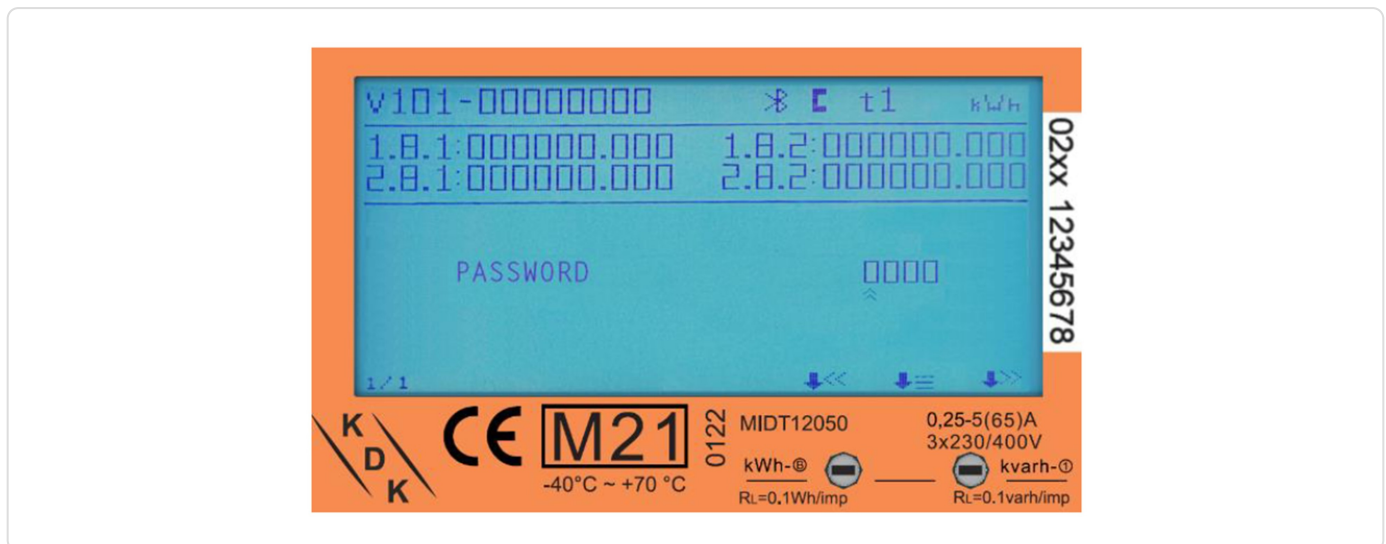 v101-00000000 t1 kWh
1.8.1:000000.000 1.8.2:000000.000
2.8.1:000000.000 2.8.2:000000.000
PASSWORD 0000
1/1 << >>
02xx 12345678
KDK
CE M21 0122
-40°C ~ +70 °C
MIDT12050 0,25-5(65)A
3x230/400V
kWh-Ⓑ kvarh-①
RL=0.1Wh/imp RL=0.1varh/imp